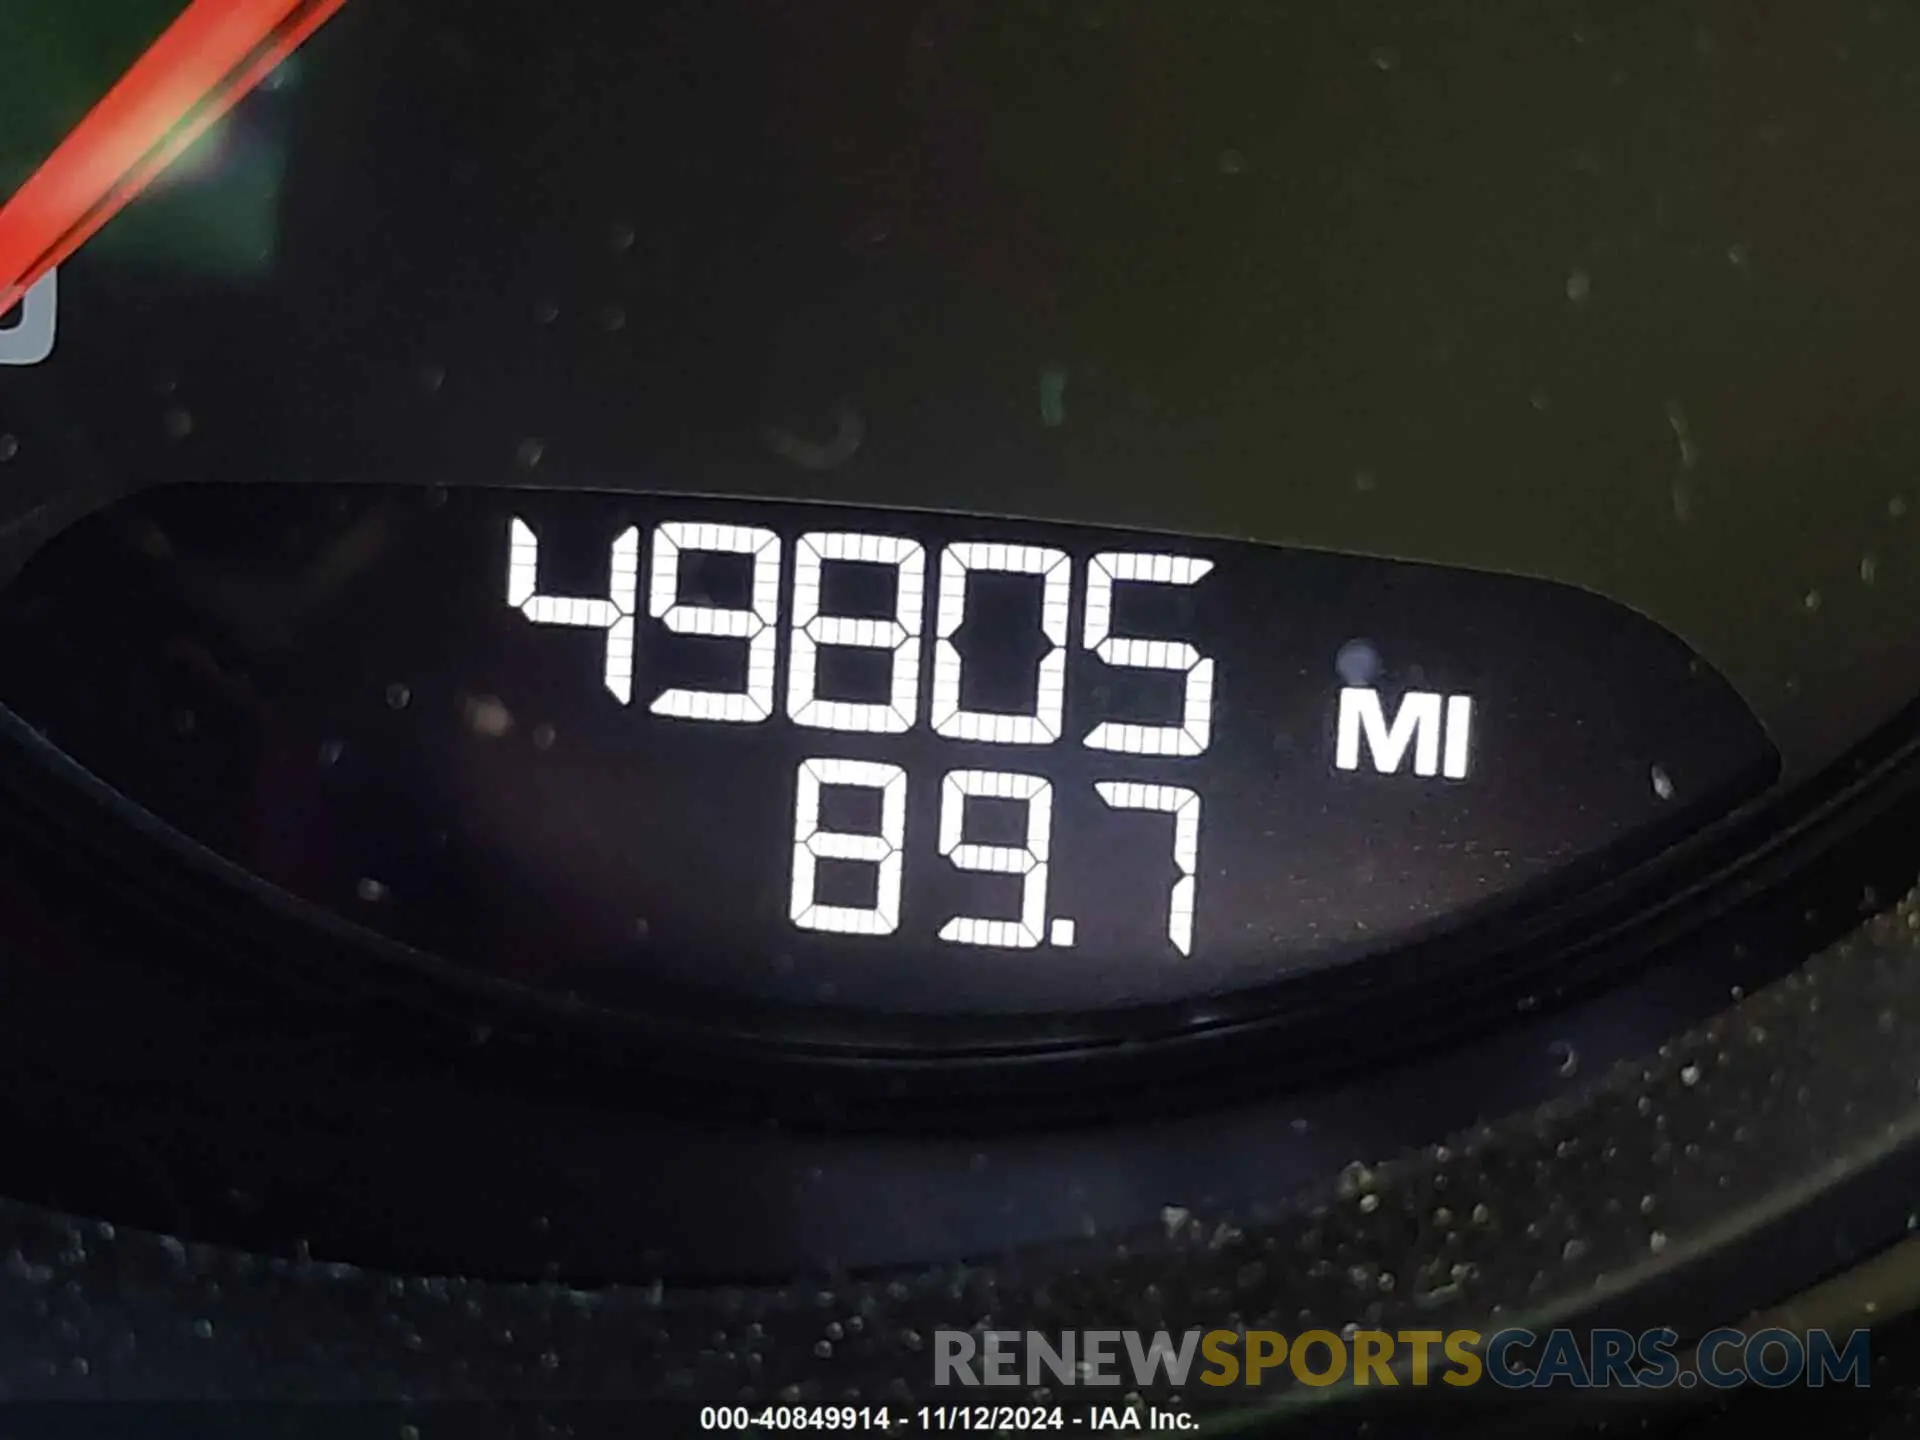 49805 MI
89.7
RENEWSPORTSCARS.COM
000-40849914 - 11/12/2024 - IAA Inc.